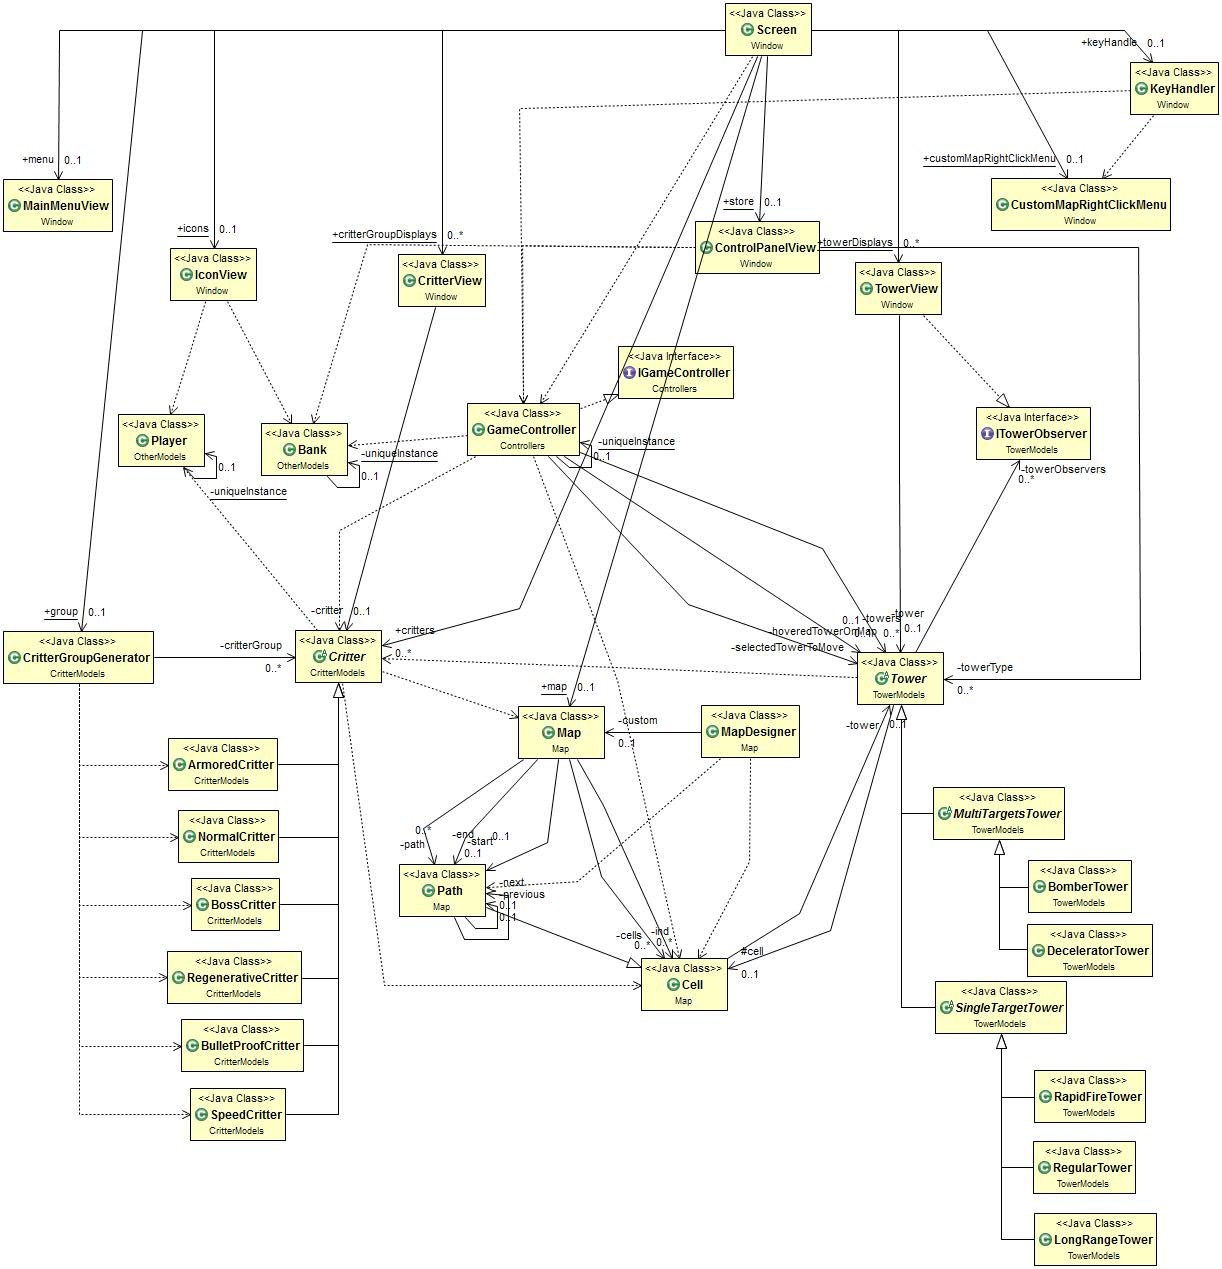 <<Java Class>>
Screen
Window
+keyHandle 0..1
<<Java Class>>
KeyHandler
Window
+menu 0..1
+customMapRightClickMenu 0..1
<<Java Class>>
MainMenuView
Window
<<Java Class>>
CustomMapRightClickMenu
Window
+store 0..1
+icons 0..1
+critterGroupDisplays 0..*
<<Java Class>>
ControlPanelView
Window
+towerDisplays 0..*
<<Java Class>>
IconView
Window
<<Java Class>>
CritterView
Window
<<Java Class>>
TowerView
Window
<<Java Interface>>
IGameController
Controllers
<<Java Class>>
GameController
Controllers
-uniqueInstance
0..1
<<Java Interface>>
ITowerObserver
TowerModels
-towerObservers
0..*
<<Java Class>>
Player
OtherModels
0..1
-uniqueInstance
<<Java Class>>
Bank
OtherModels
-uniqueInstance
0..1
+group 0..1
-critter 0..1
+critters
0..*
-tower
0..1
-towers
0..1
0..*
0..1
-hoveredTowerOnMap
-selectedTowerToMove
<<Java Class>>
CritterGroupGenerator
CritterModels
-critterGroup
0..*
<<Java Class>>
Critter
CritterModels
<<Java Class>>
Tower
TowerModels
-towerType
0..*
+map 0..1
<<Java Class>>
Map
Map
-custom
0..1
<<Java Class>>
MapDesigner
Map
-tower 0..1
<<Java Class>>
ArmoredCritter
CritterModels
<<Java Class>>
NormalCritter
CritterModels
<<Java Class>>
BossCritter
CritterModels
<<Java Class>>
RegenerativeCritter
CritterModels
<<Java Class>>
BulletProofCritter
CritterModels
<<Java Class>>
SpeedCritter
CritterModels
0..*
-path
-end
0..1
-start
0..1
<<Java Class>>
Path
Map
-next
-previous
0..1
0..1
-cells
0..*
-ind
0..*
#cell
0..1
<<Java Class>>
Cell
Map
<<Java Class>>
MultiTargetsTower
TowerModels
<<Java Class>>
BomberTower
TowerModels
<<Java Class>>
DeceleratorTower
TowerModels
<<Java Class>>
SingleTargetTower
TowerModels
<<Java Class>>
RapidFireTower
TowerModels
<<Java Class>>
RegularTower
TowerModels
<<Java Class>>
LongRangeTower
TowerModels